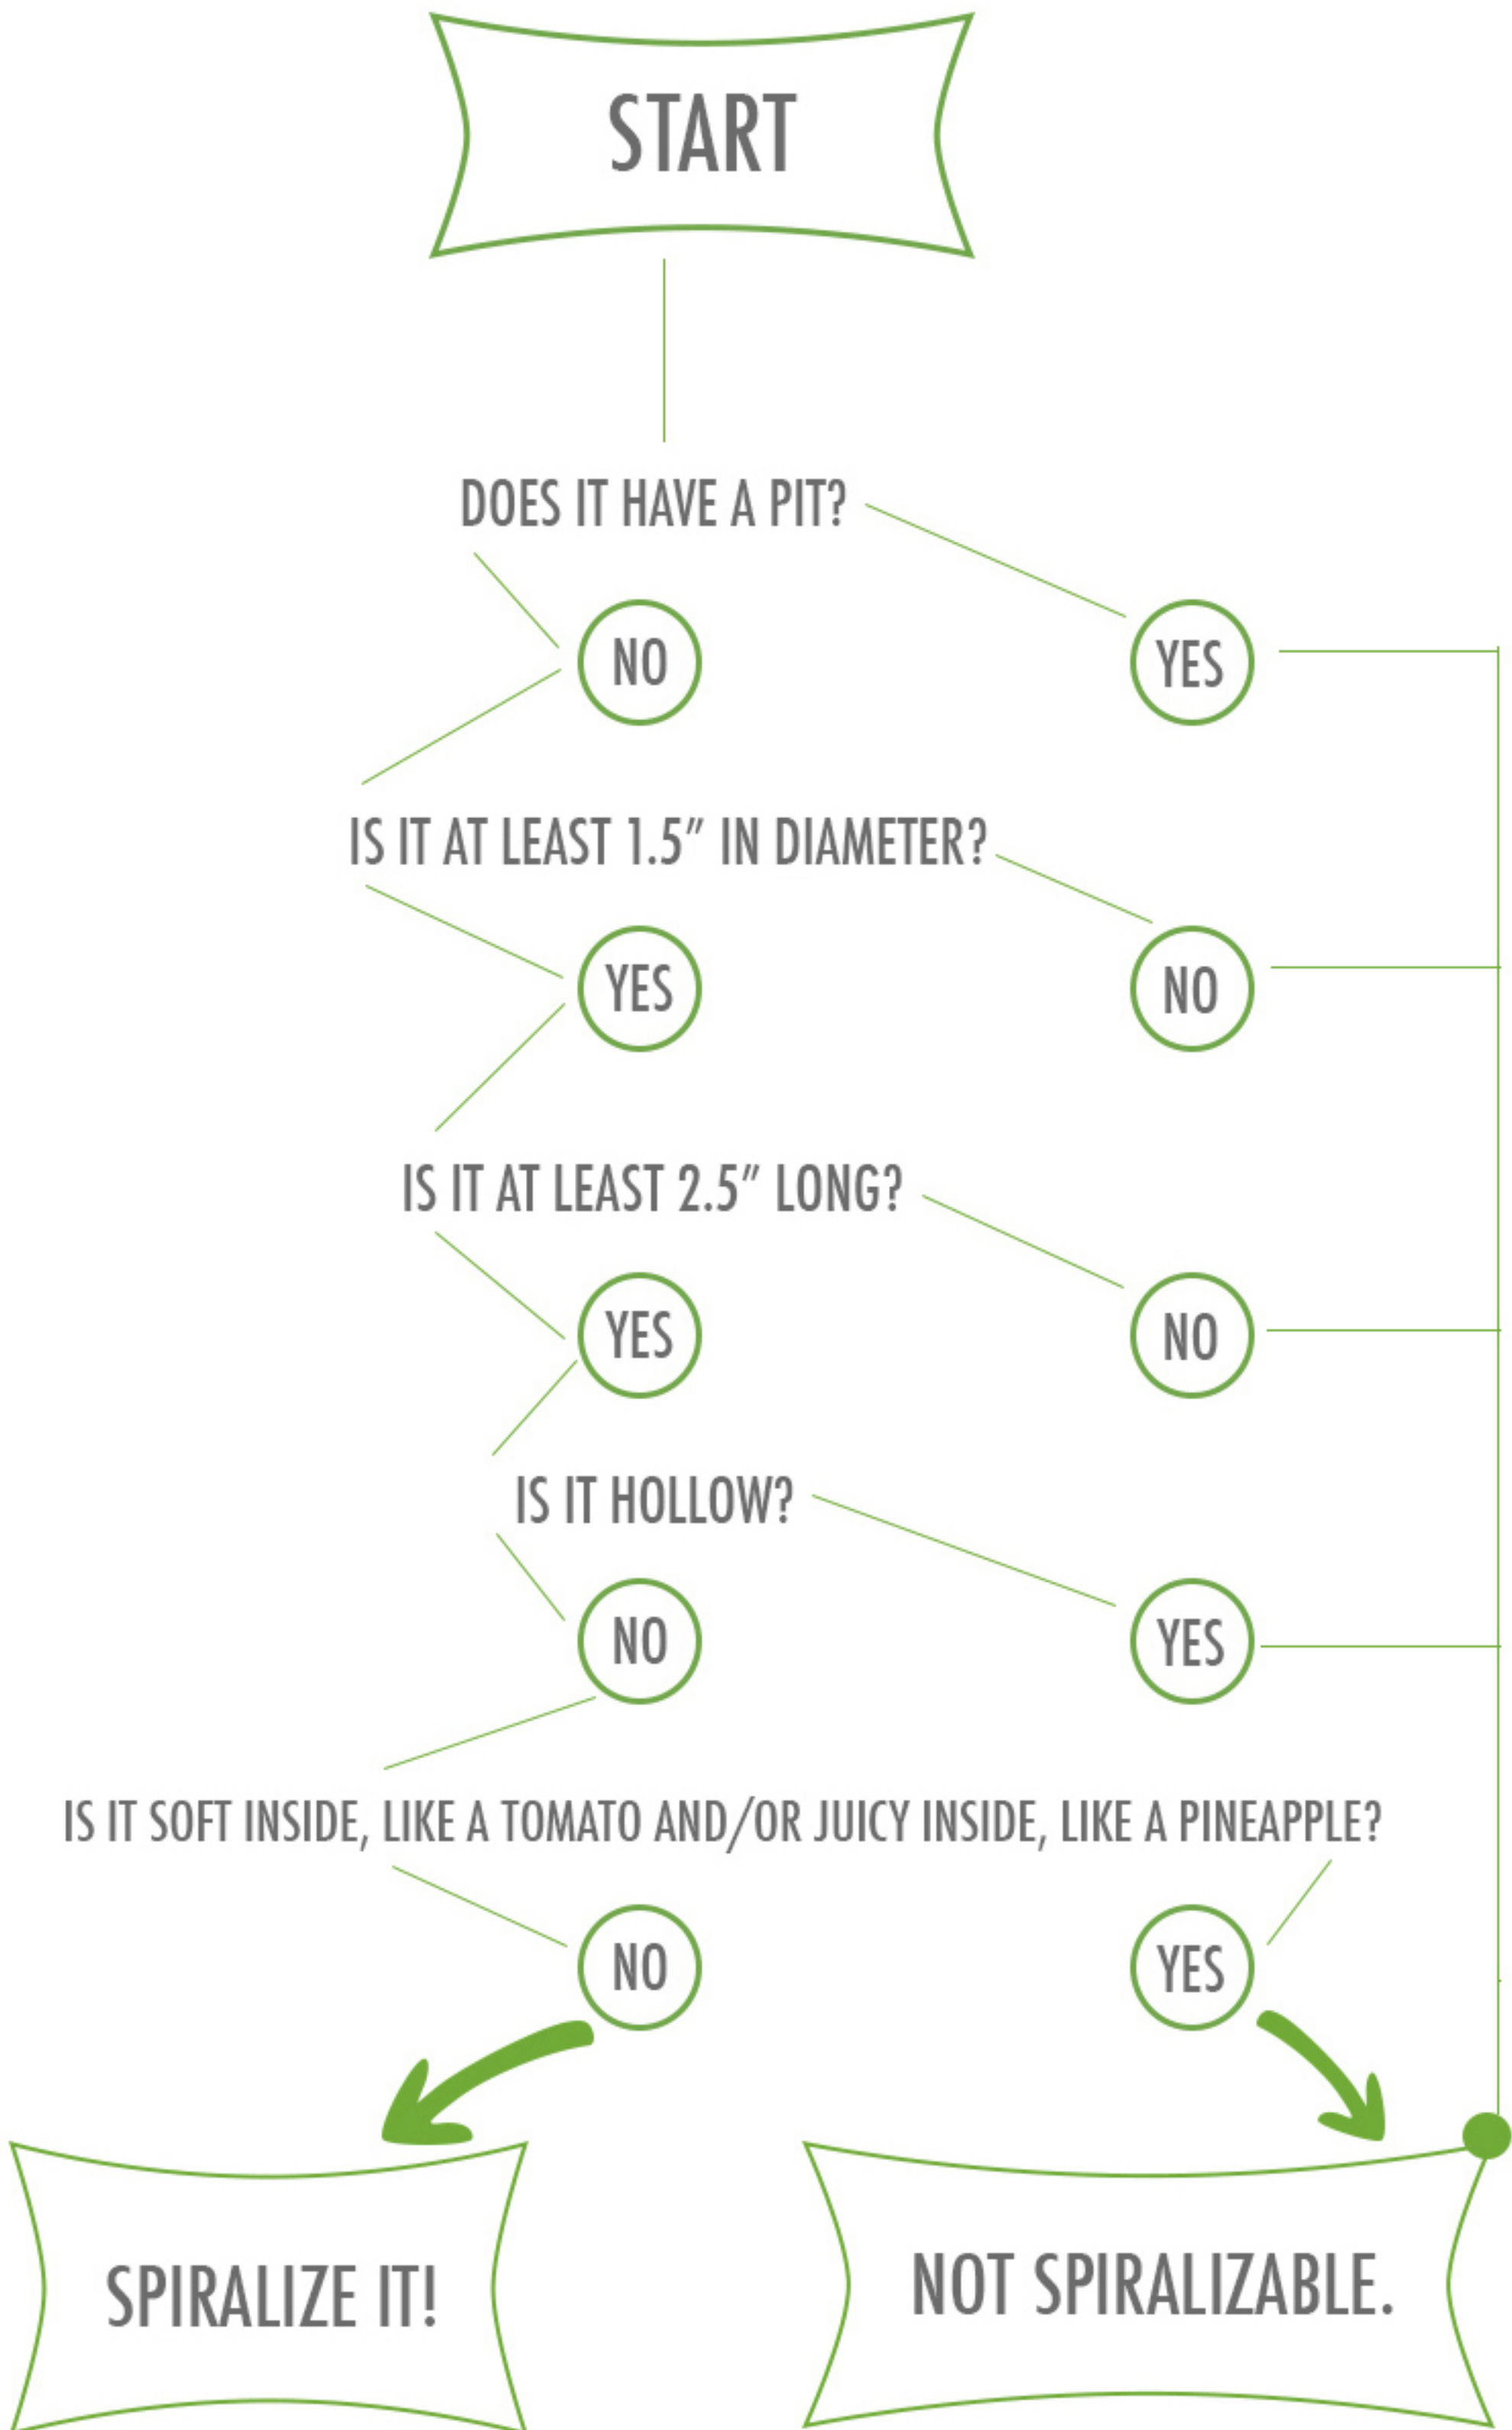 START
DOES IT HAVE A PIT?
NO
YES
IS IT AT LEAST 1.5" IN DIAMETER?
YES
NO
IS IT AT LEAST 2.5" LONG?
YES
NO
IS IT HOLLOW?
NO
YES
IS IT SOFT INSIDE, LIKE A TOMATO AND/OR JUICY INSIDE, LIKE A PINEAPPLE?
NO
YES
SPIRALIZE IT!
NOT SPIRALIZABLE.